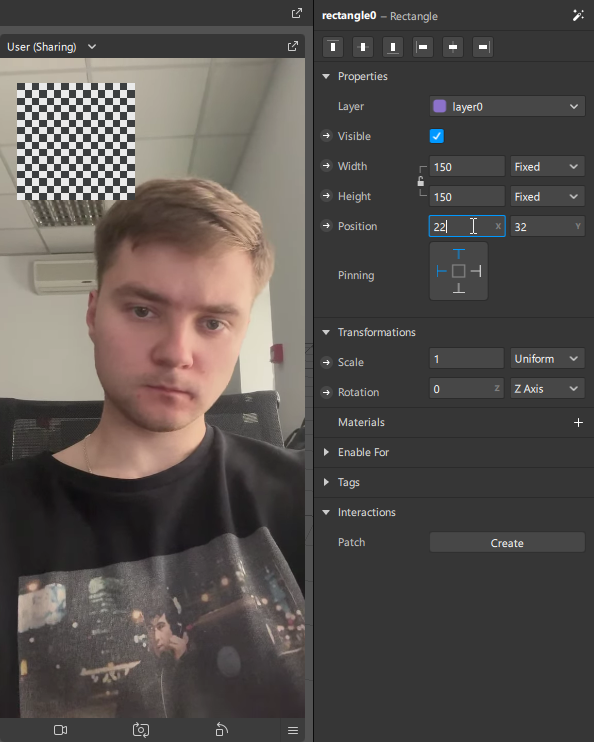 rectangle0 – Rectangle
User (Sharing)
Properties
Layer layer0
Visible
Width 150 Fixed
Height 150 Fixed
Position 22 X 32 Y
Pinning
Transformations
Scale 1 Uniform
Rotation 0 Z Z Axis
Materials +
Enable For
Tags
Interactions
Patch Create